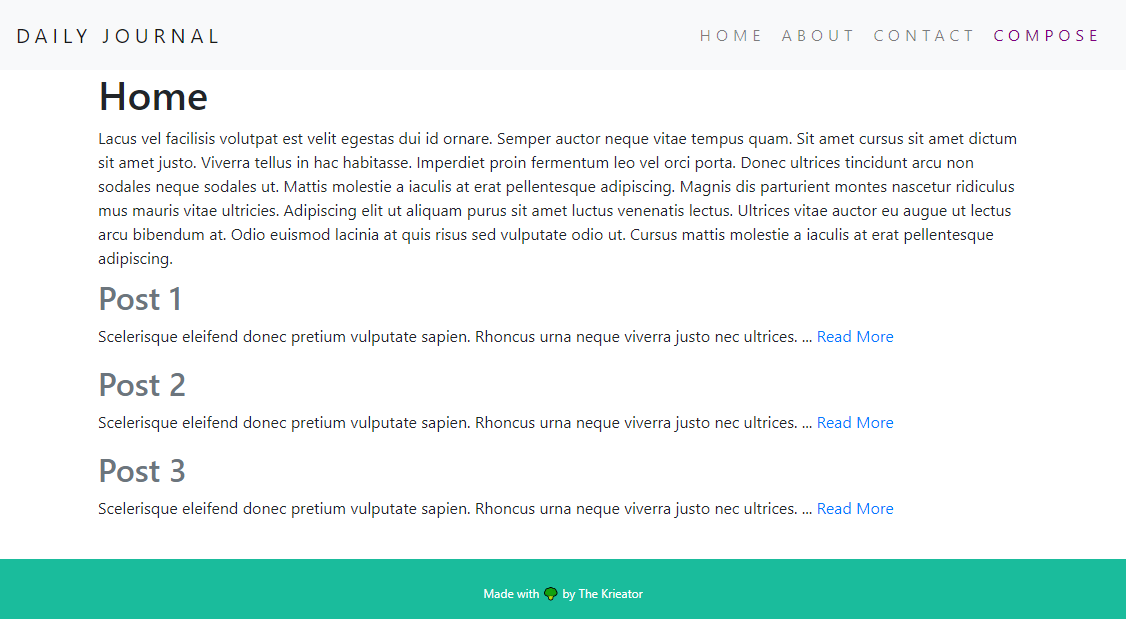 DAILY JOURNAL
HOME ABOUT CONTACT COMPOSE
Home
Lacus vel facilisis volutpat est velit egestas dui id ornare. Semper auctor neque vitae tempus quam. Sit amet cursus sit amet dictum
sit amet justo. Viverra tellus in hac habitasse. Imperdiet proin fermentum leo vel orci porta. Donec ultrices tincidunt arcu non
sodales neque sodales ut. Mattis molestie a iaculis at erat pellentesque adipiscing. Magnis dis parturient montes nascetur ridiculus
mus mauris vitae ultricies. Adipiscing elit ut aliquam purus sit amet luctus venenatis lectus. Ultrices vitae auctor eu augue ut lectus
arcu bibendum at. Odio euismod lacinia at quis risus sed vulputate odio ut. Cursus mattis molestie a iaculis at erat pellentesque
adipiscing.
Post 1
Scelerisque eleifend donec pretium vulputate sapien. Rhoncus urna neque viverra justo nec ultrices. ... Read More
Post 2
Scelerisque eleifend donec pretium vulputate sapien. Rhoncus urna neque viverra justo nec ultrices. ... Read More
Post 3
Scelerisque eleifend donec pretium vulputate sapien. Rhoncus urna neque viverra justo nec ultrices. ... Read More
Made with 🥦 by The Krieator